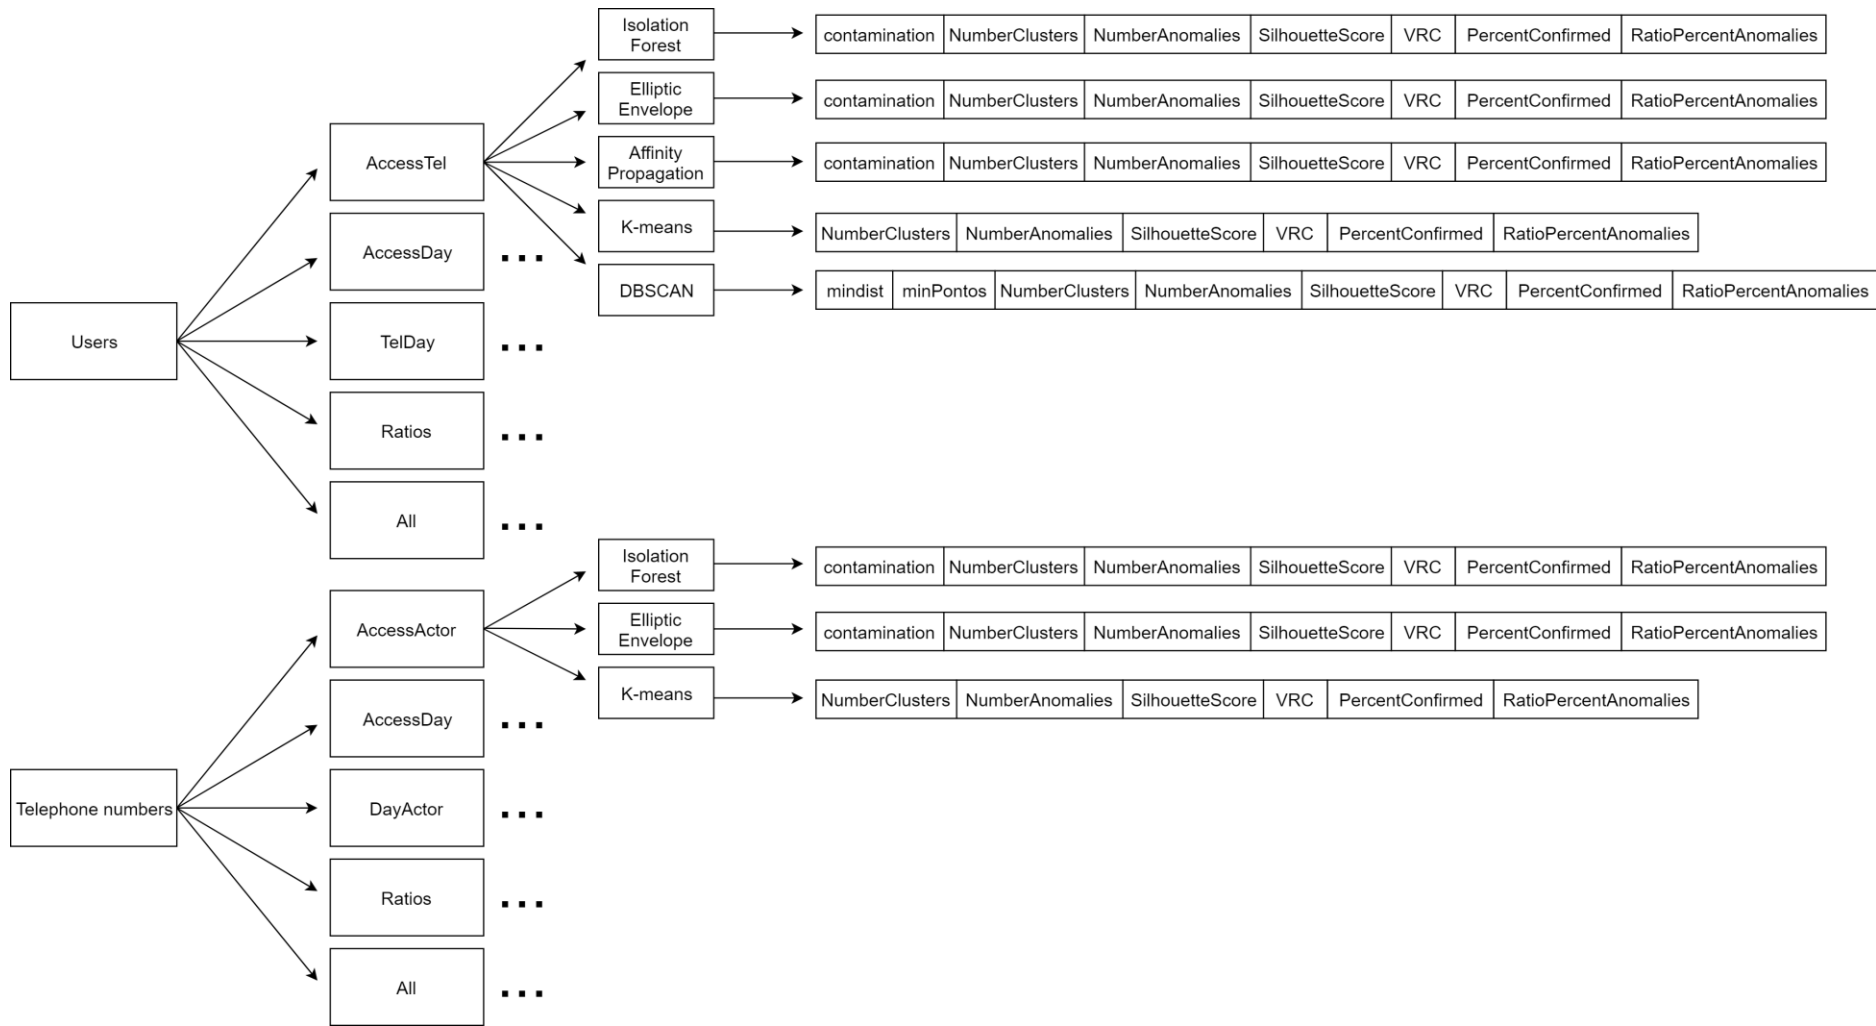 Users
AccessTel
Isolation
Forest
contamination NumberClusters NumberAnomalies SilhouetteScore VRC PercentConfirmed RatioPercentAnomalies
Elliptic
Envelope
contamination NumberClusters NumberAnomalies SilhouetteScore VRC PercentConfirmed RatioPercentAnomalies
Affinity
Propagation
contamination NumberClusters NumberAnomalies SilhouetteScore VRC PercentConfirmed RatioPercentAnomalies
K-means
NumberClusters NumberAnomalies SilhouetteScore VRC PercentConfirmed RatioPercentAnomalies
DBSCAN
mindist minPontos NumberClusters NumberAnomalies SilhouetteScore VRC PercentConfirmed RatioPercentAnomalies
AccessDay ...
TelDay ...
Ratios ...
All ...
Telephone numbers
AccessActor
Isolation
Forest
contamination NumberClusters NumberAnomalies SilhouetteScore VRC PercentConfirmed RatioPercentAnomalies
Elliptic
Envelope
contamination NumberClusters NumberAnomalies SilhouetteScore VRC PercentConfirmed RatioPercentAnomalies
K-means
NumberClusters NumberAnomalies SilhouetteScore VRC PercentConfirmed RatioPercentAnomalies
AccessDay ...
DayActor ...
Ratios ...
All ...